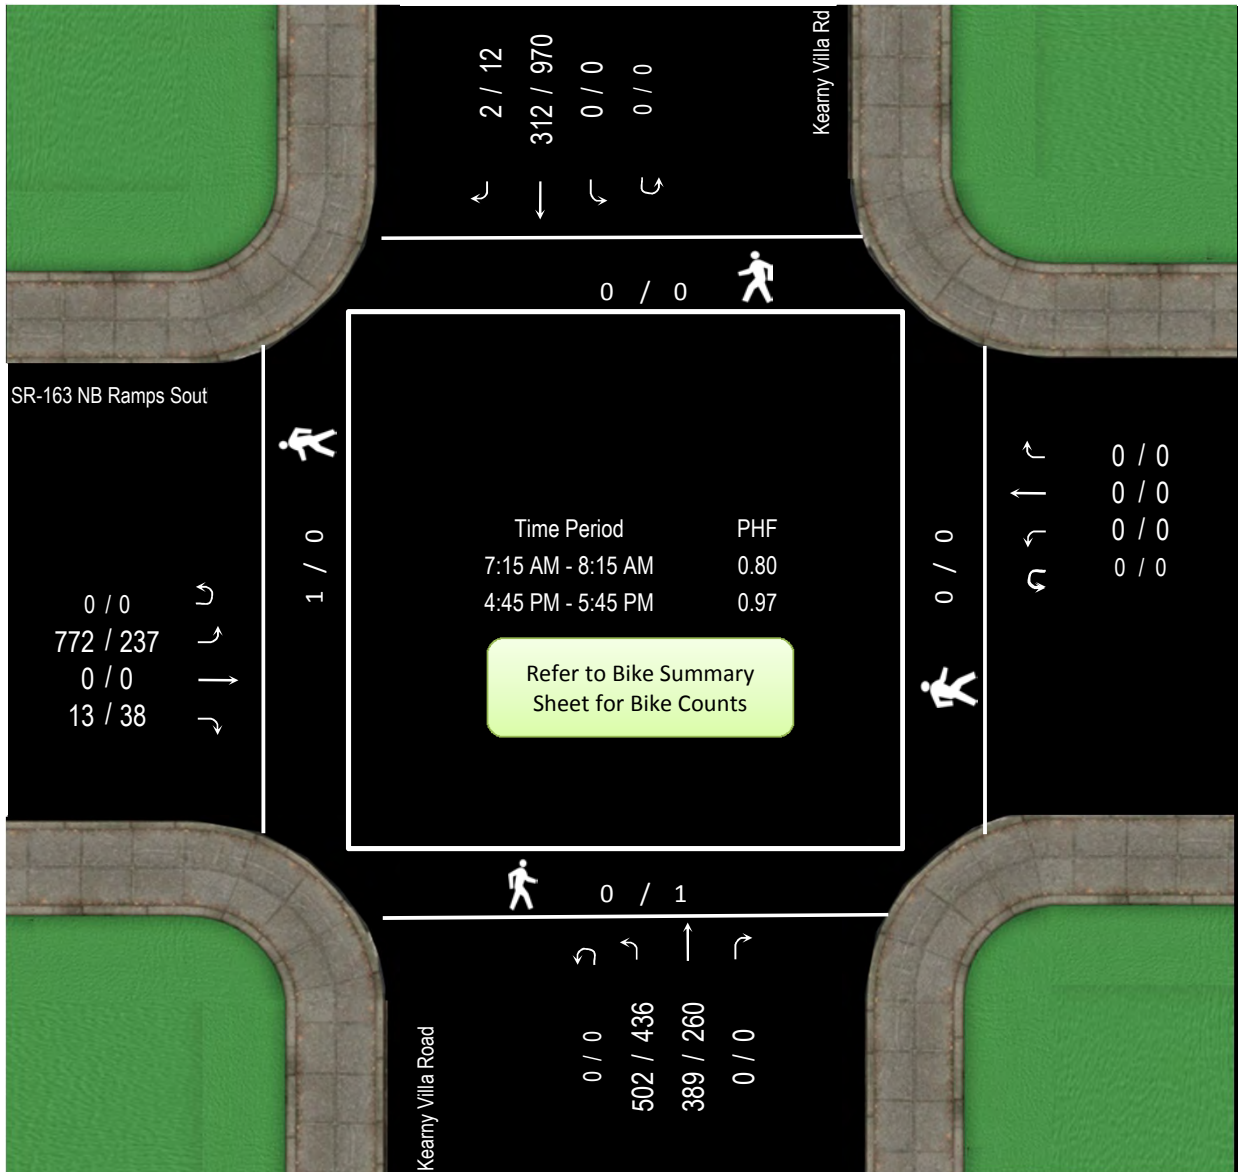 Kearny Villa Rd
2 / 12
312 / 970
0 / 0
0 / 0
0 / 0
SR-163 NB Ramps Sout
1 / 0
0 / 0
772 / 237
0 / 0
13 / 38
Time Period PHF
7:15 AM - 8:15 AM 0.80
4:45 PM - 5:45 PM 0.97
Refer to Bike Summary
Sheet for Bike Counts
0 / 0
0 / 0
0 / 0
0 / 0
0 / 0
0 / 1
Kearny Villa Road
0 / 0
502 / 436
389 / 260
0 / 0